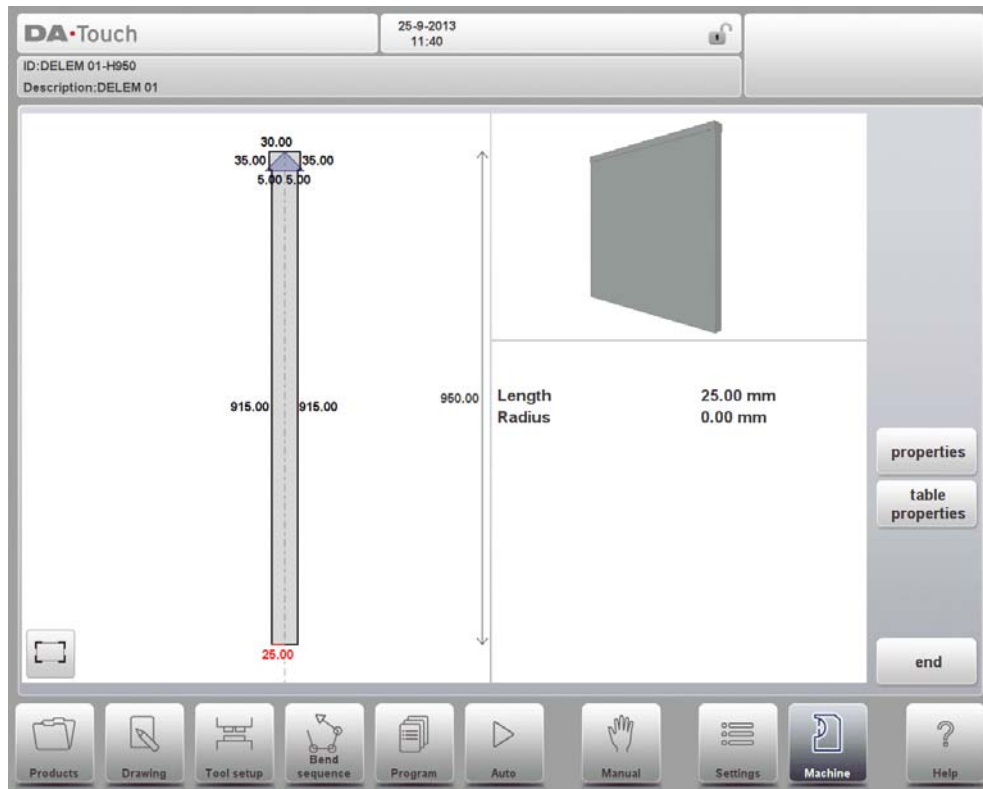 DA•Touch
25-9-2013
11:40
ID:DELEM 01-H950
Description:DELEM 01
30.00
35.00 35.00
5.00 5.00
915.00 915.00
950.00
25.00
Length 25.00 mm
Radius 0.00 mm
properties
table
properties
end
Products
Drawing
Tool setup
Bend
sequence
Program
Auto
Manual
Settings
Machine
?
Help